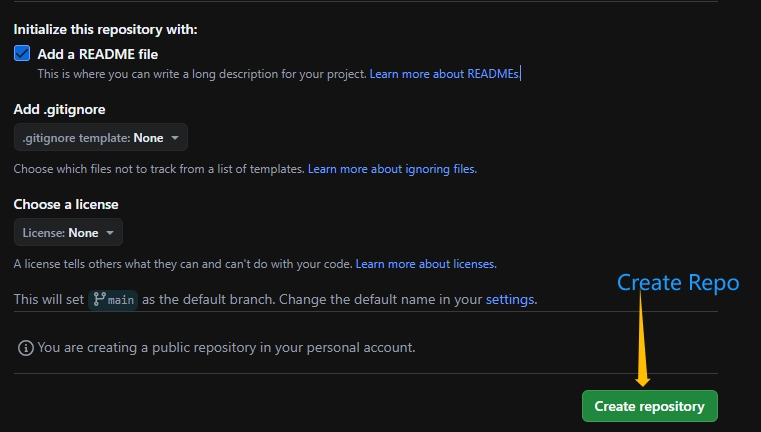 Initialize this repository with:
Add a README file
This is where you can write a long description for your project. Learn more about READMEs.
Add .gitignore
.gitignore template: None
Choose which files not to track from a list of templates. Learn more about ignoring files.
Choose a license
License: None
A license tells others what they can and can't do with your code. Learn more about licenses.
Create Repo
This will set main as the default branch. Change the default name in your settings.
You are creating a public repository in your personal account.
Create repository